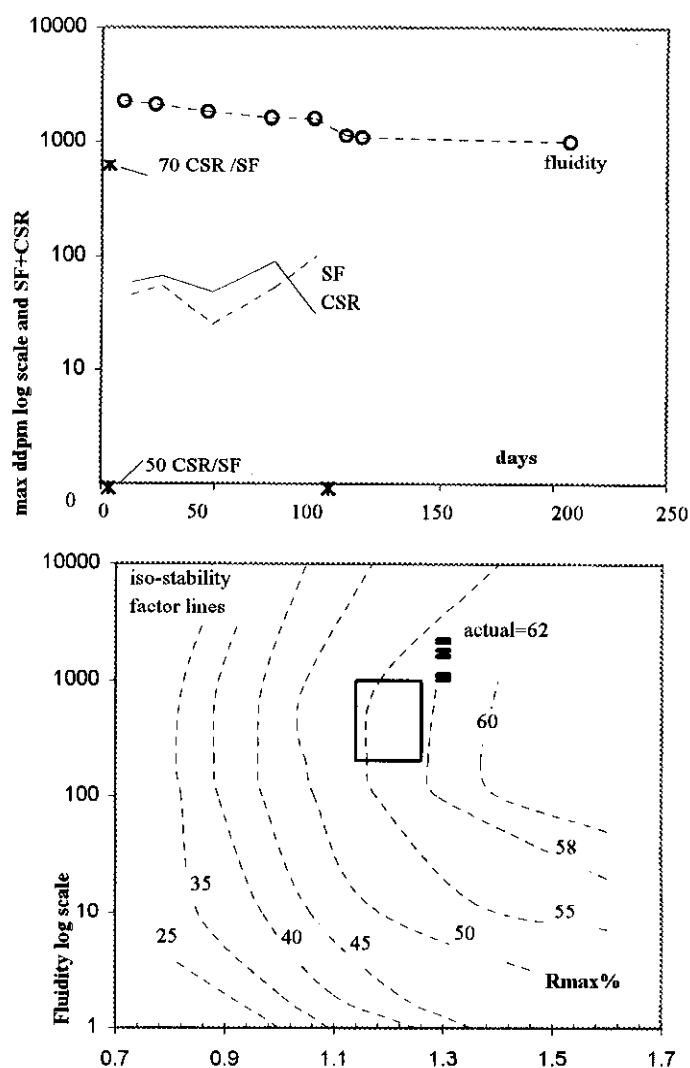 10000
1000
100
10
0
max ddpm log scale and SF+CSR
fluidity
70 CSR /SF
SF
CSR
50 CSR/SF
days
0 50 100 150 200 250
10000
1000
100
10
1
Fluidity log scale
iso-stability
factor lines
actual=62
60
58
55
50
45
40
35
25
Rmax%
0.7 0.9 1.1 1.3 1.5 1.7